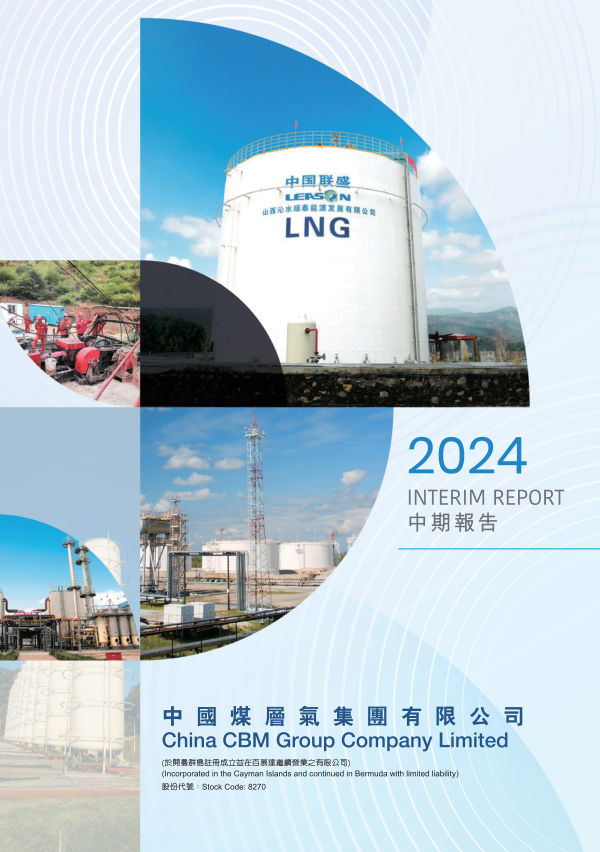 中国联盛
LEASON
山西沁水顺泰能源发展有限公司
LNG
2024
INTERIM REPORT
中期報告
中國煤層氣集團有限公司
China CBM Group Company Limited
(於開曼群島註冊成立並在百慕達繼續營業之有限公司)
(Incorporated in the Cayman Islands and continued in Bermuda with limited liability)
股份代號：Stock Code: 8270